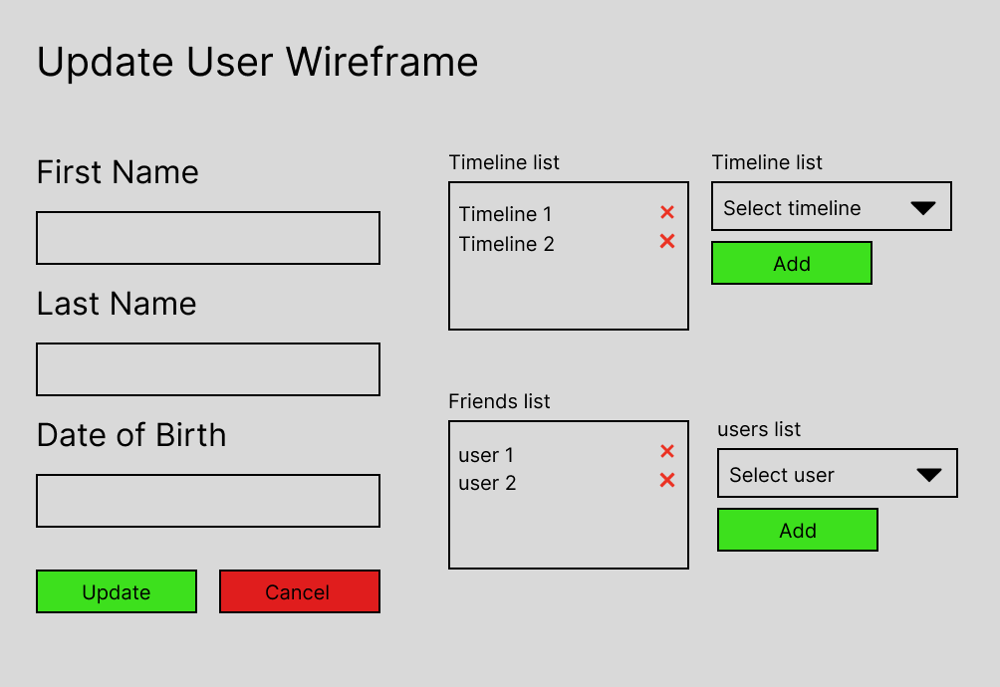 Update User Wireframe
First Name
Last Name
Date of Birth
Update
Cancel
Timeline list
Timeline 1
Timeline 2
Timeline list
Select timeline
Add
Friends list
user 1
user 2
users list
Select user
Add